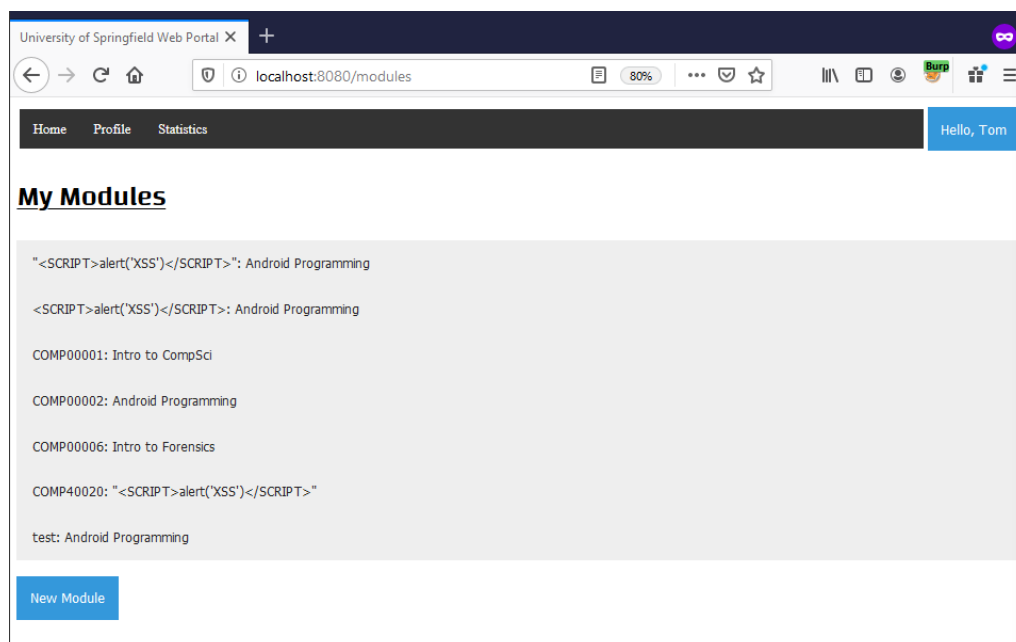 University of Springfield Web Portal
localhost:8080/modules
80%
Burp
Home Profile Statistics
Hello, Tom
My Modules
"<SCRIPT>alert('XSS')</SCRIPT>": Android Programming
<SCRIPT>alert('XSS')</SCRIPT>: Android Programming
COMP00001: Intro to CompSci
COMP00002: Android Programming
COMP00006: Intro to Forensics
COMP40020: "<SCRIPT>alert('XSS')</SCRIPT>"
test: Android Programming
New Module